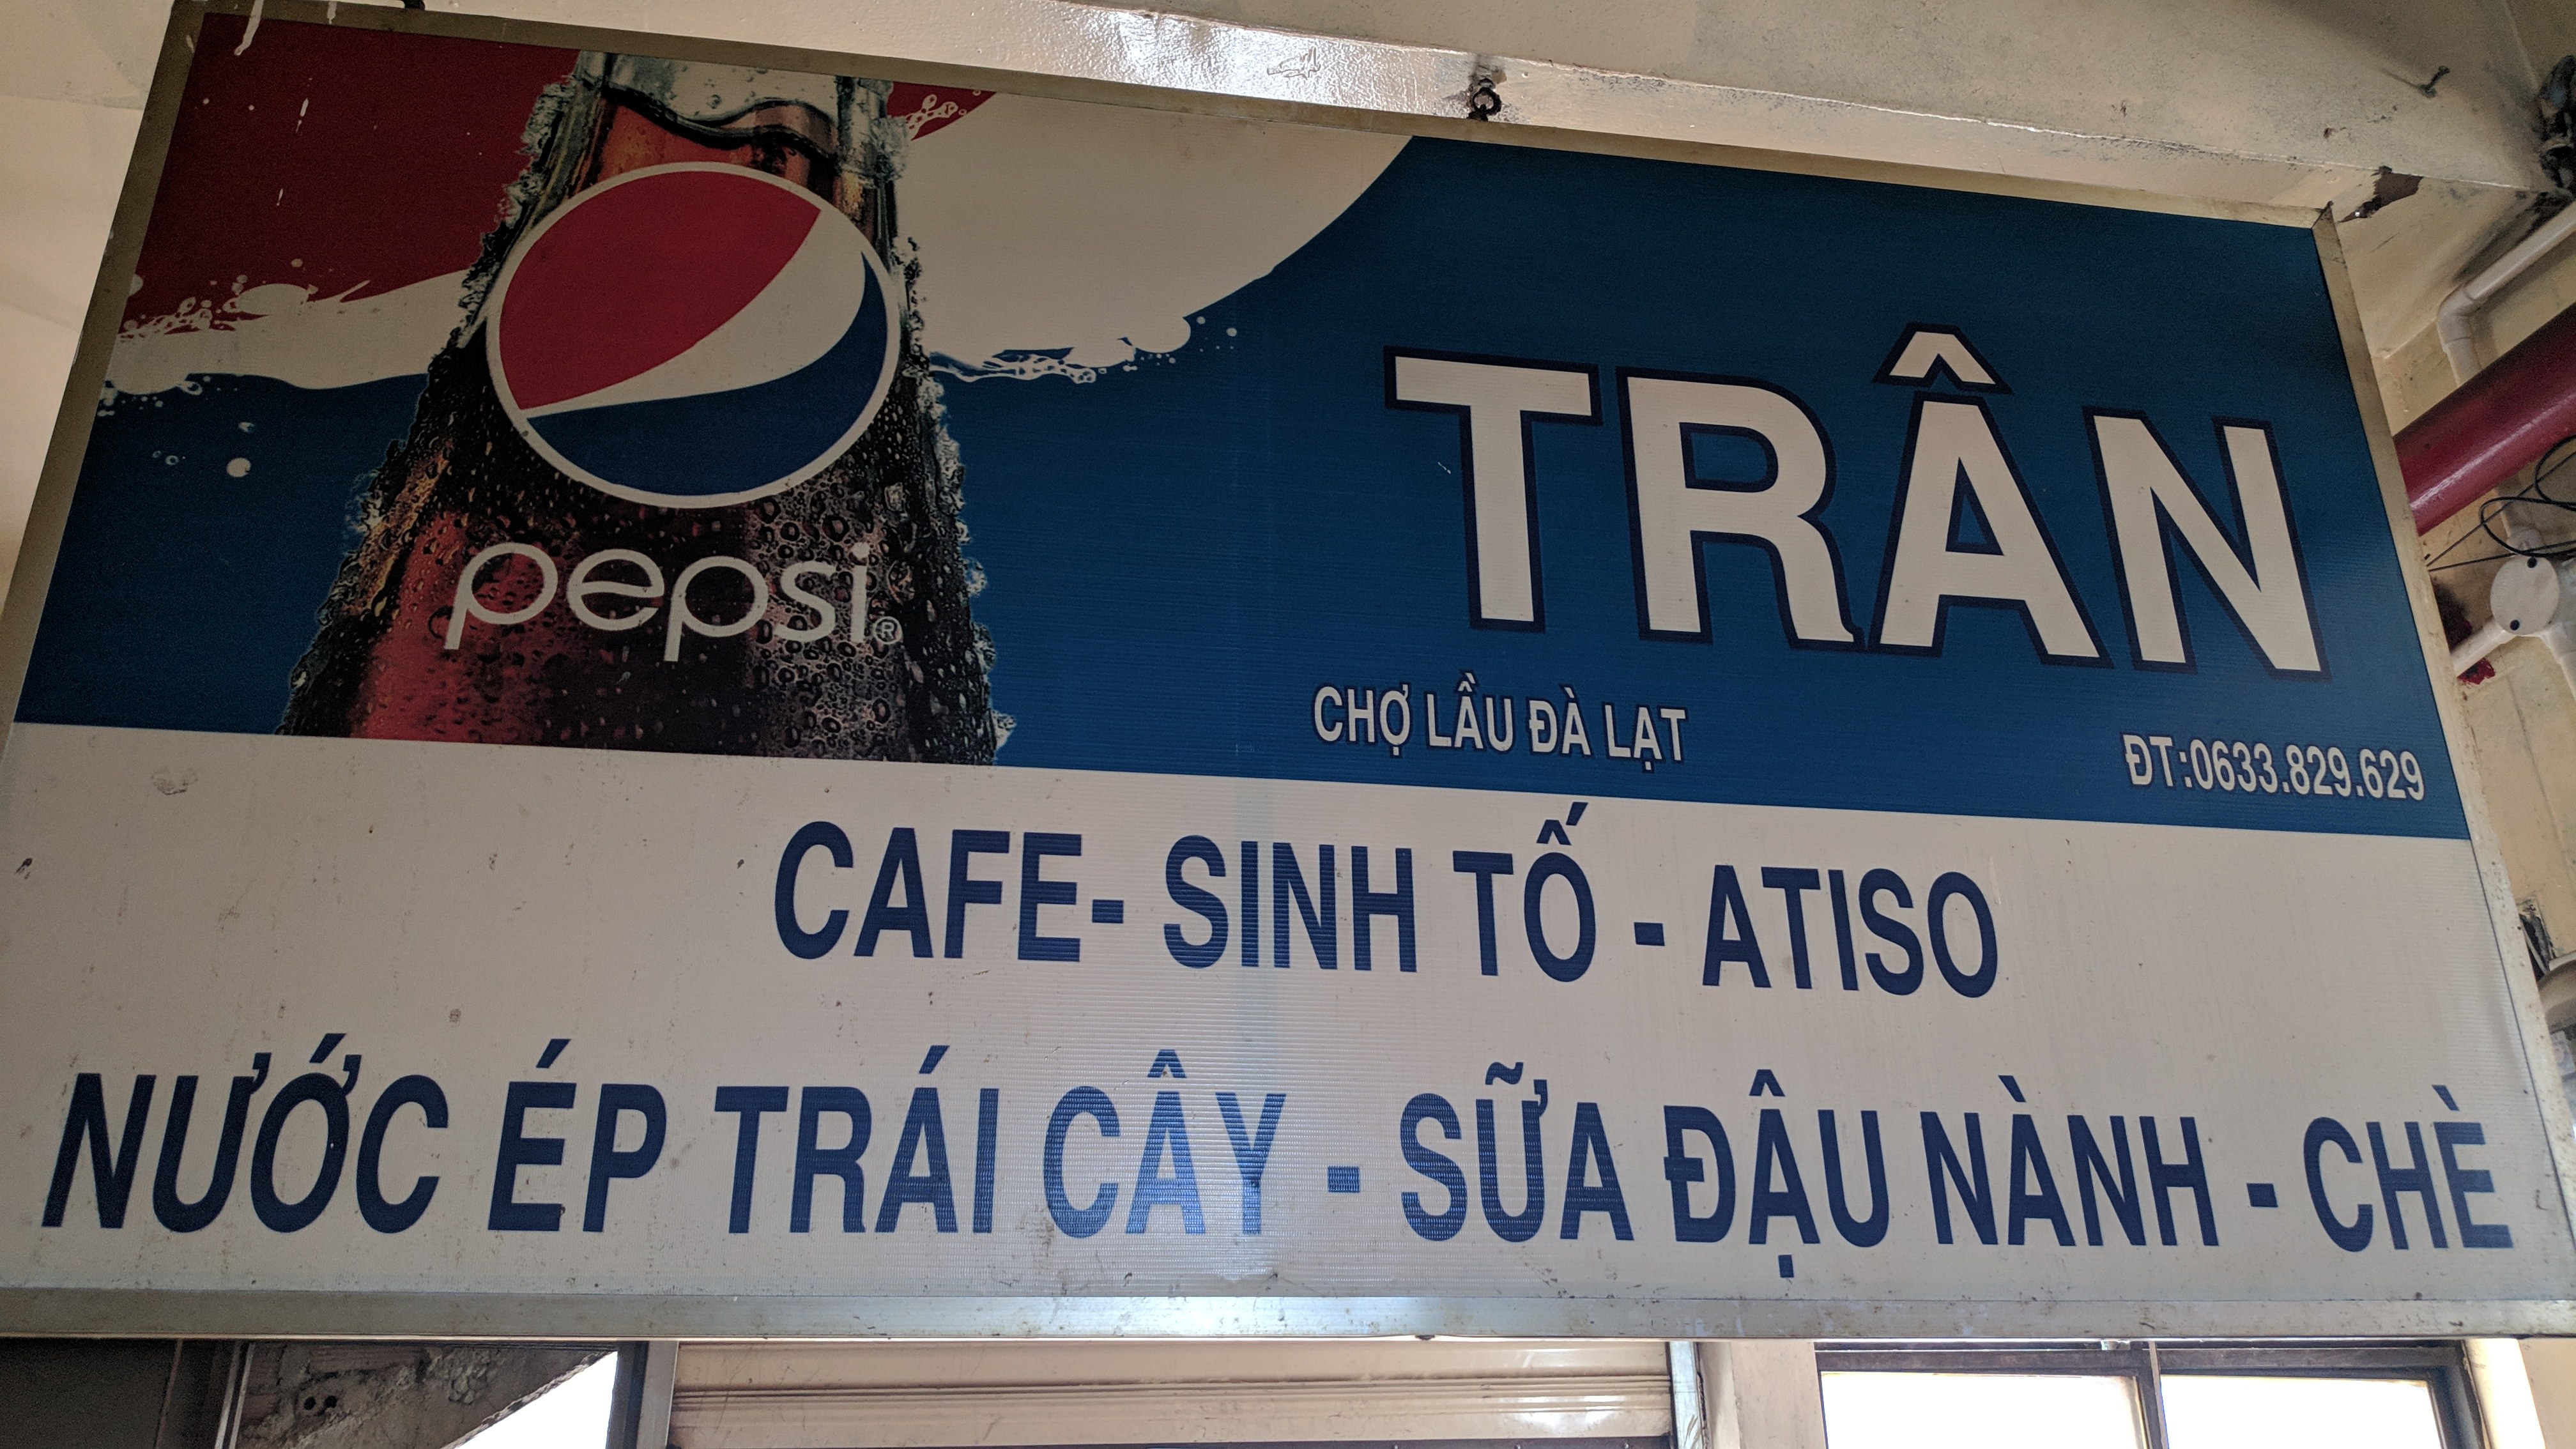 pepsi®
TRÂN
CHỢ LẦU ĐÀ LẠT
ĐT:0633.829.629
CAFE- SINH TỐ - ATISO
NƯỚC ÉP TRÁI CÂY - SỮA ĐẬU NÀNH - CHÈ